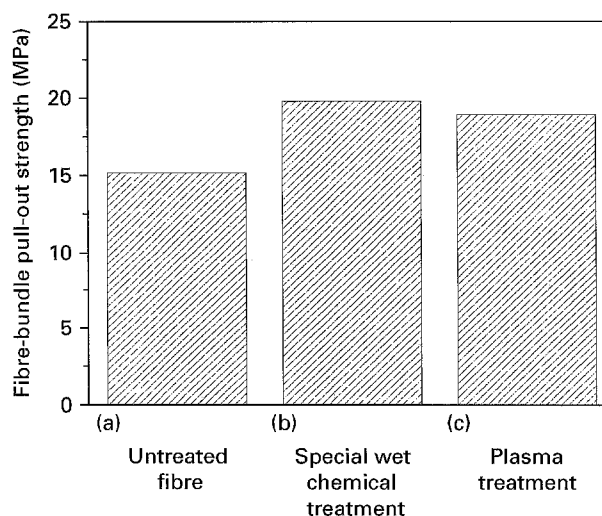 Fibre-bundle pull-out strength (MPa)
25
20
15
10
5
0
(a) (b) (c)
Untreated Special wet Plasma
fibre chemical treatment
treatment